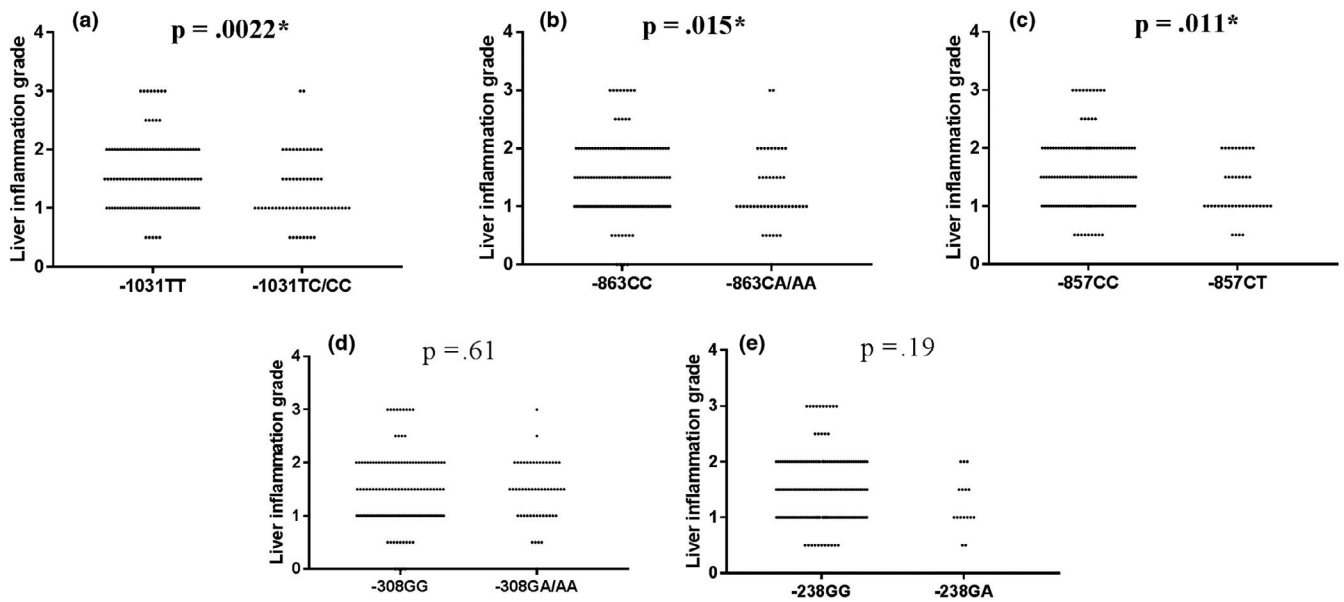 (a) p = .0022*
Liver inflammation grade
4
3
2
1
0
-1031TT -1031TC/CC
(b) p = .015*
Liver inflammation grade
4
3
2
1
0
-863CC -863CA/AA
(c) p = .011*
Liver inflammation grade
4
3
2
1
0
-857CC -857CT
(d) p = .61
Liver inflammation grade
4
3
2
1
0
-308GG -308GA/AA
(e) p = .19
Liver inflammation grade
4
3
2
1
0
-238GG -238GA